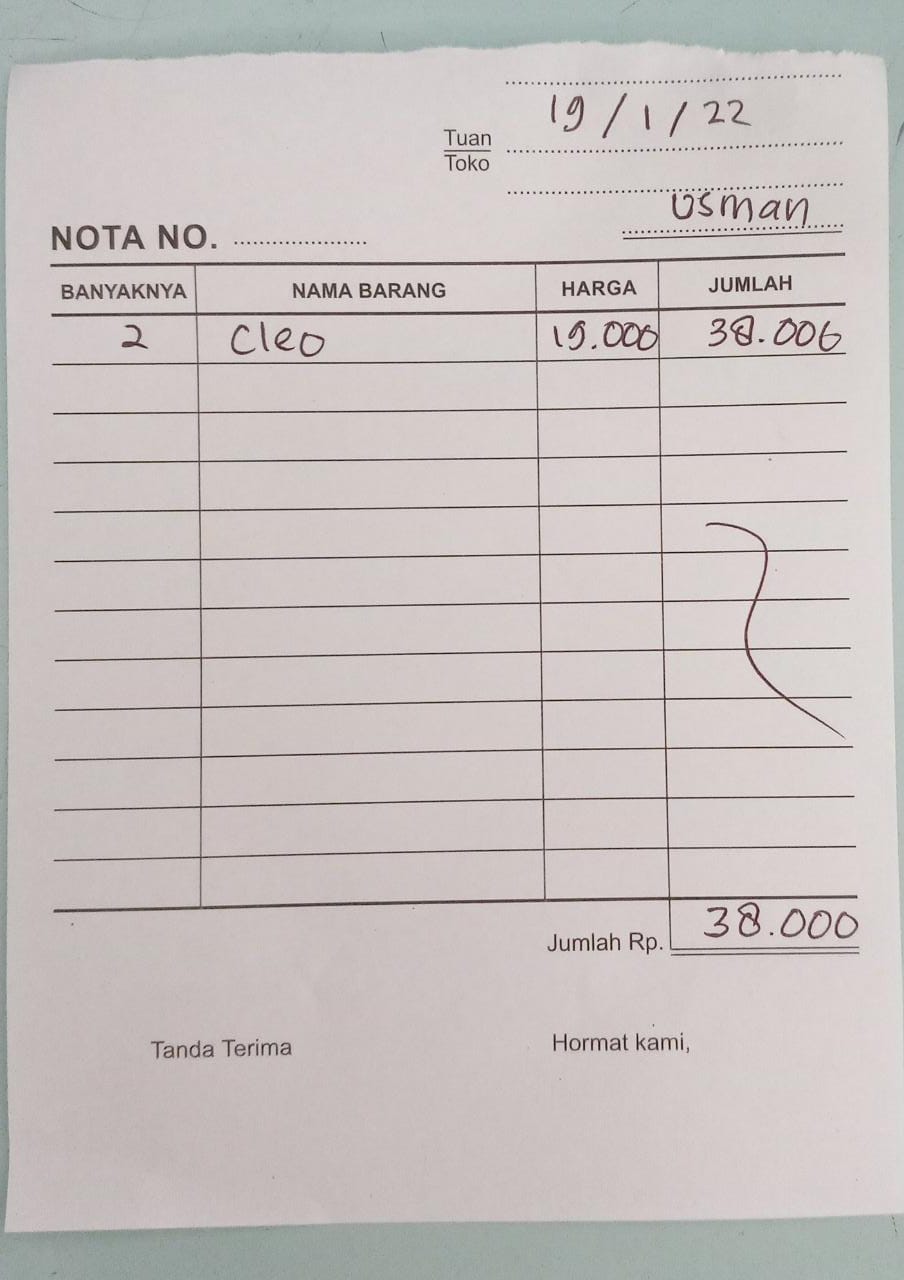 19/1/22
Tuan
Toko
Usman
NOTA NO.
BANYAKNYA NAMA BARANG HARGA JUMLAH
2 Cleo 19.000 38.000
Jumlah Rp. 38.000
Tanda Terima Hormat kami,